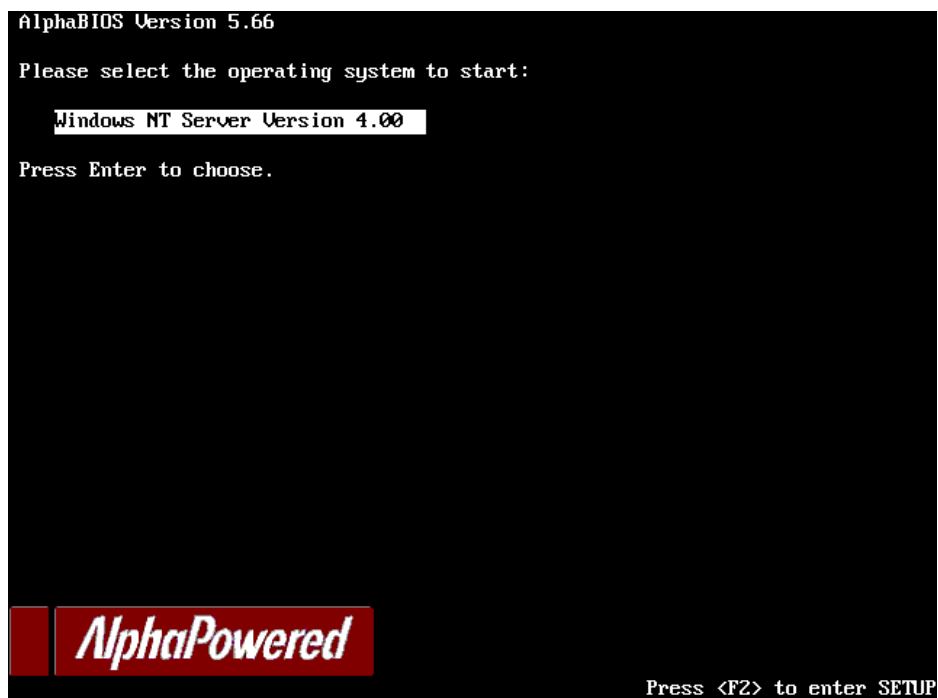 AlphaBIOS Version 5.66
Please select the operating system to start:
Windows NT Server Version 4.00
Press Enter to choose.
AlphaPowered
Press <F2> to enter SETUP